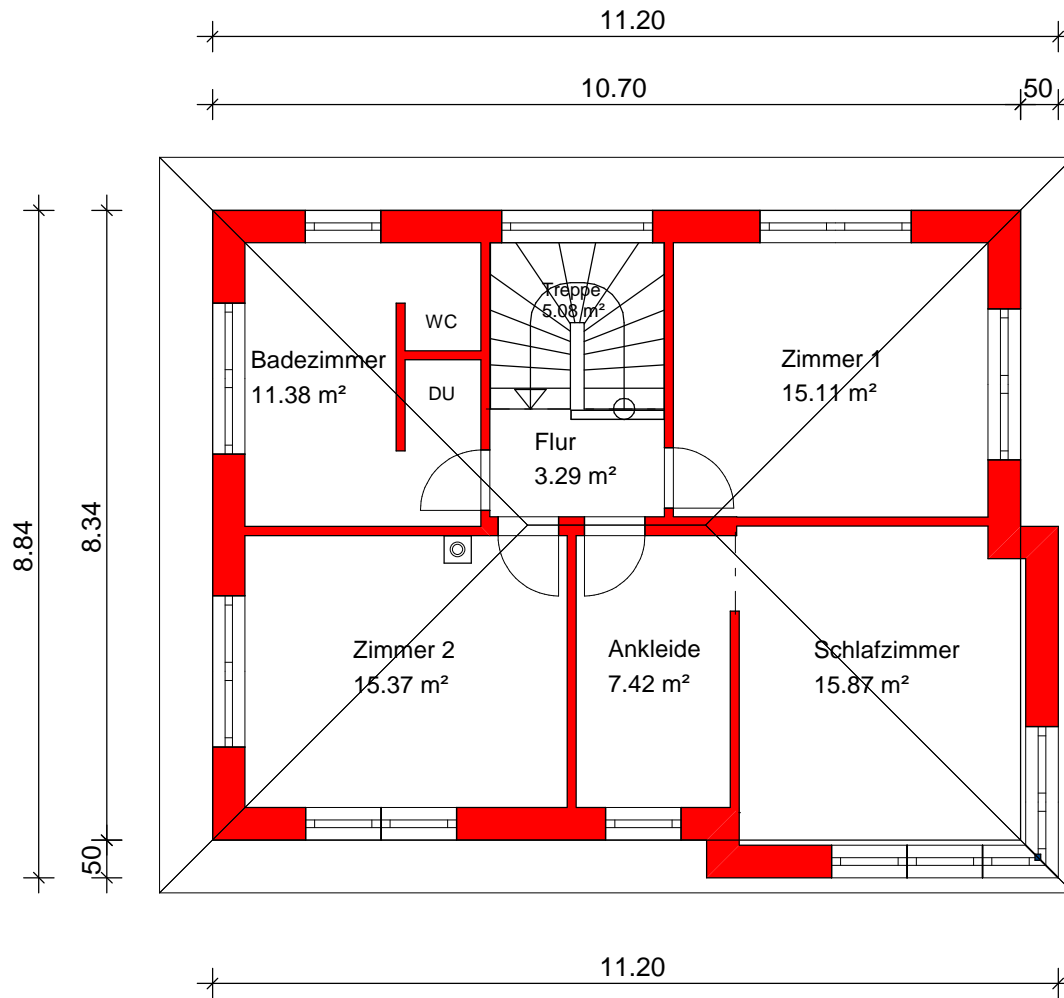 11.20
10.70
50
Treppe
5.08 m²
WC
Badezimmer
11.38 m²
DU
Zimmer 1
15.11 m²
Flur
3.29 m²
8.84
8.34
Zimmer 2
15.37 m²
Ankleide
7.42 m²
Schlafzimmer
15.87 m²
50
11.20